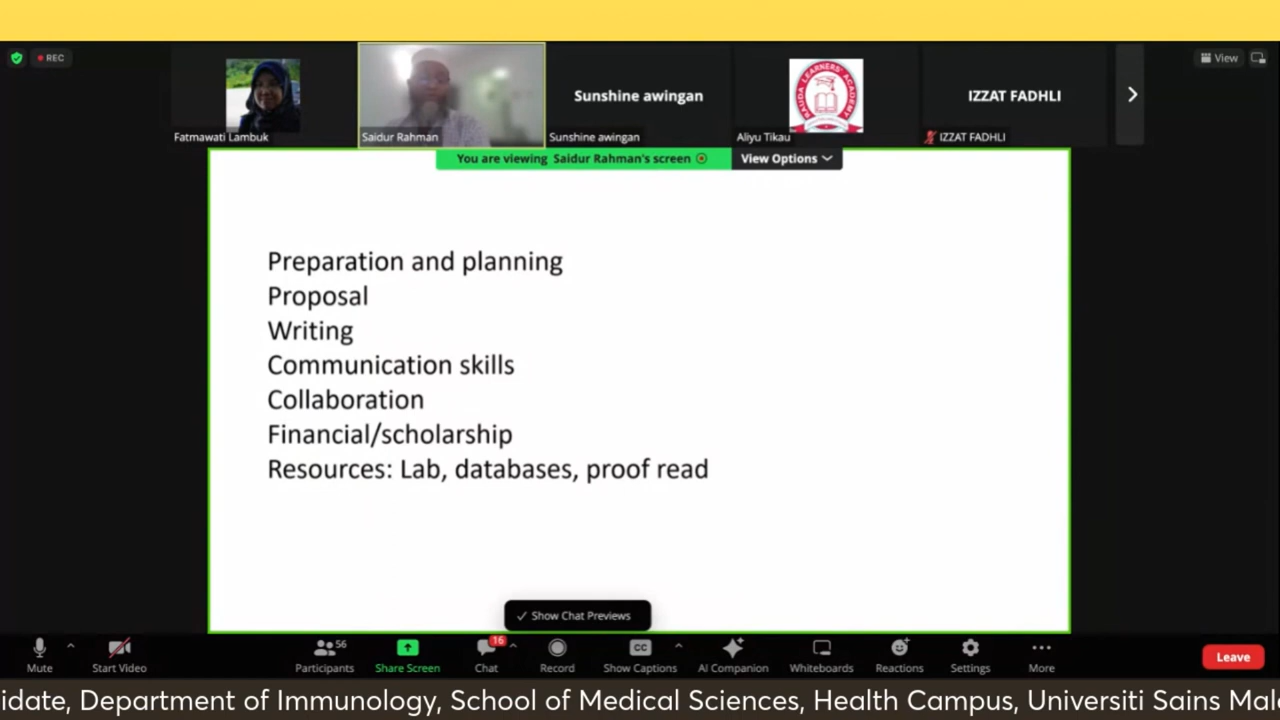 REC
View
Sunshine awingan
IZZAT FADHLI
Fatmawati Lambuk
Saidur Rahman
Sunshine awingan
Aliyu Tikau
IZZAT FADHLI
You are viewing Saidur Rahman's screen
View Options
Preparation and planning
Proposal
Writing
Communication skills
Collaboration
Financial/scholarship
Resources: Lab, databases, proof read
✓ Show Chat Previews
56
16
CC
Mute
Start Video
Participants
Share Screen
Chat
Record
Show Captions
AI Companion
Whiteboards
Reactions
Settings
More
Leave
idate, Department of Immunology, School of Medical Sciences, Health Campus, Universiti Sains